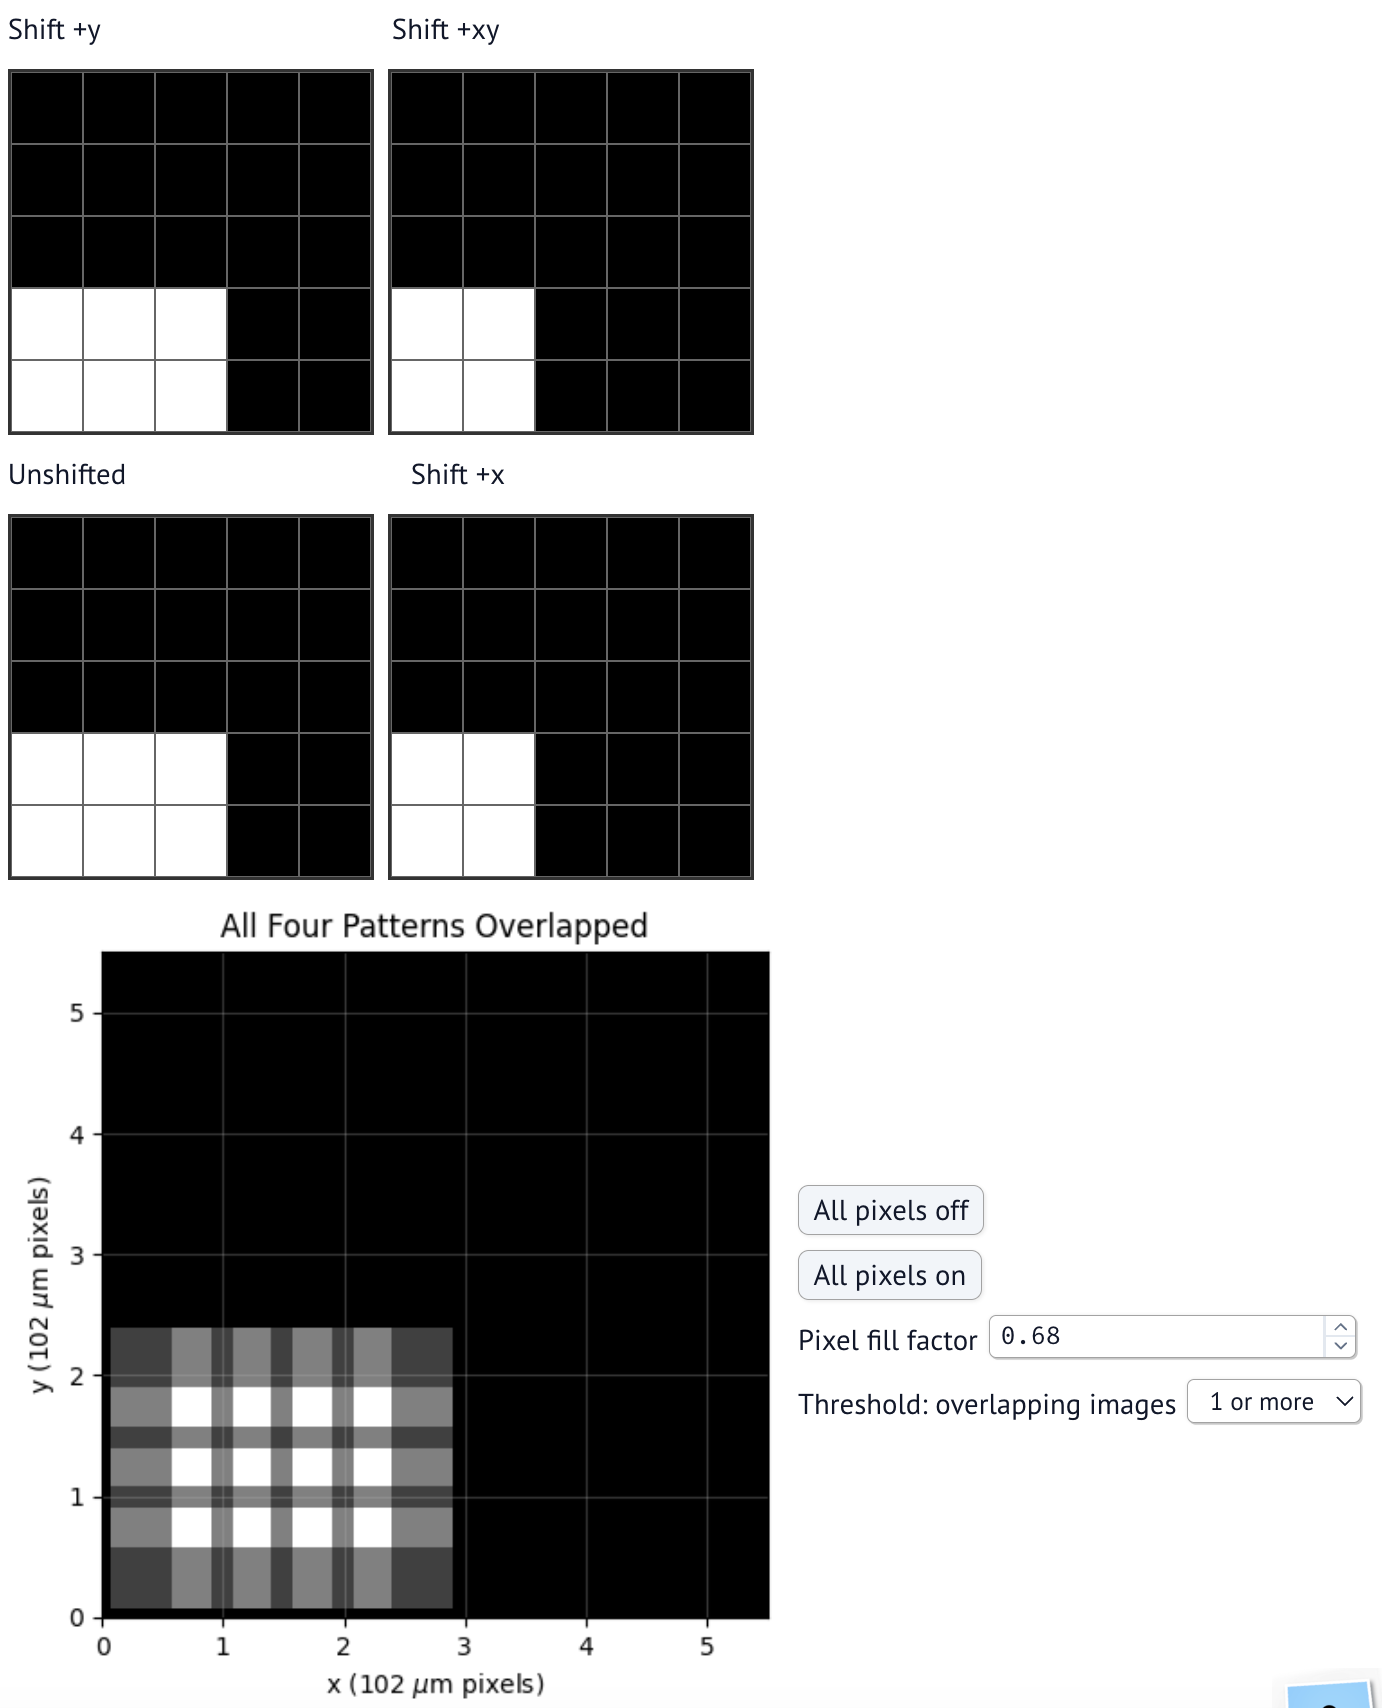 Shift +y
Shift +xy
Unshifted
Shift +x
All Four Patterns Overlapped
5
4
3
2
1
0
y (102 μm pixels)
0 1 2 3 4 5
x (102 μm pixels)
All pixels off
All pixels on
Pixel fill factor 0.68
Threshold: overlapping images 1 or more